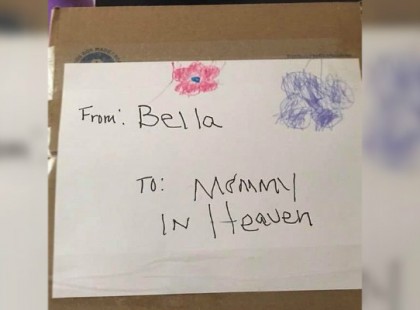 From: Bella
To: Mommy
IN Heaven